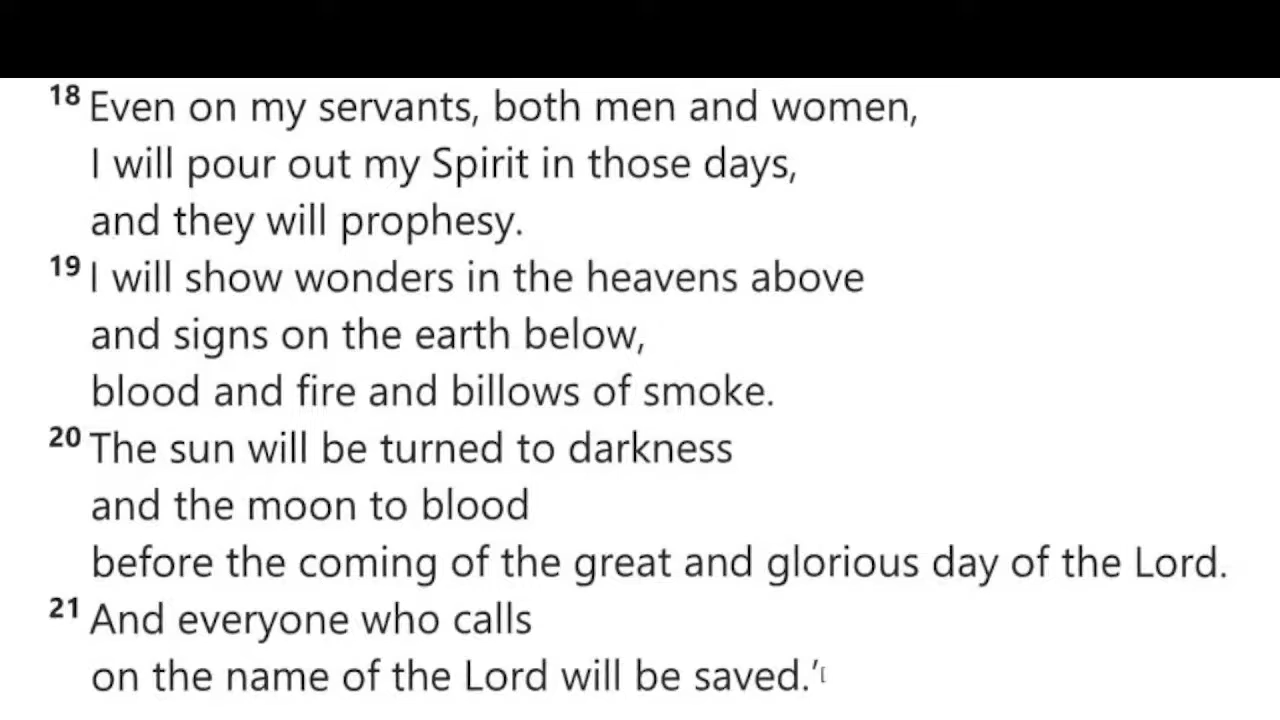 18 Even on my servants, both men and women,
I will pour out my Spirit in those days,
and they will prophesy.
19 I will show wonders in the heavens above
and signs on the earth below,
blood and fire and billows of smoke.
20 The sun will be turned to darkness
and the moon to blood
before the coming of the great and glorious day of the Lord.
21 And everyone who calls
on the name of the Lord will be saved.’[